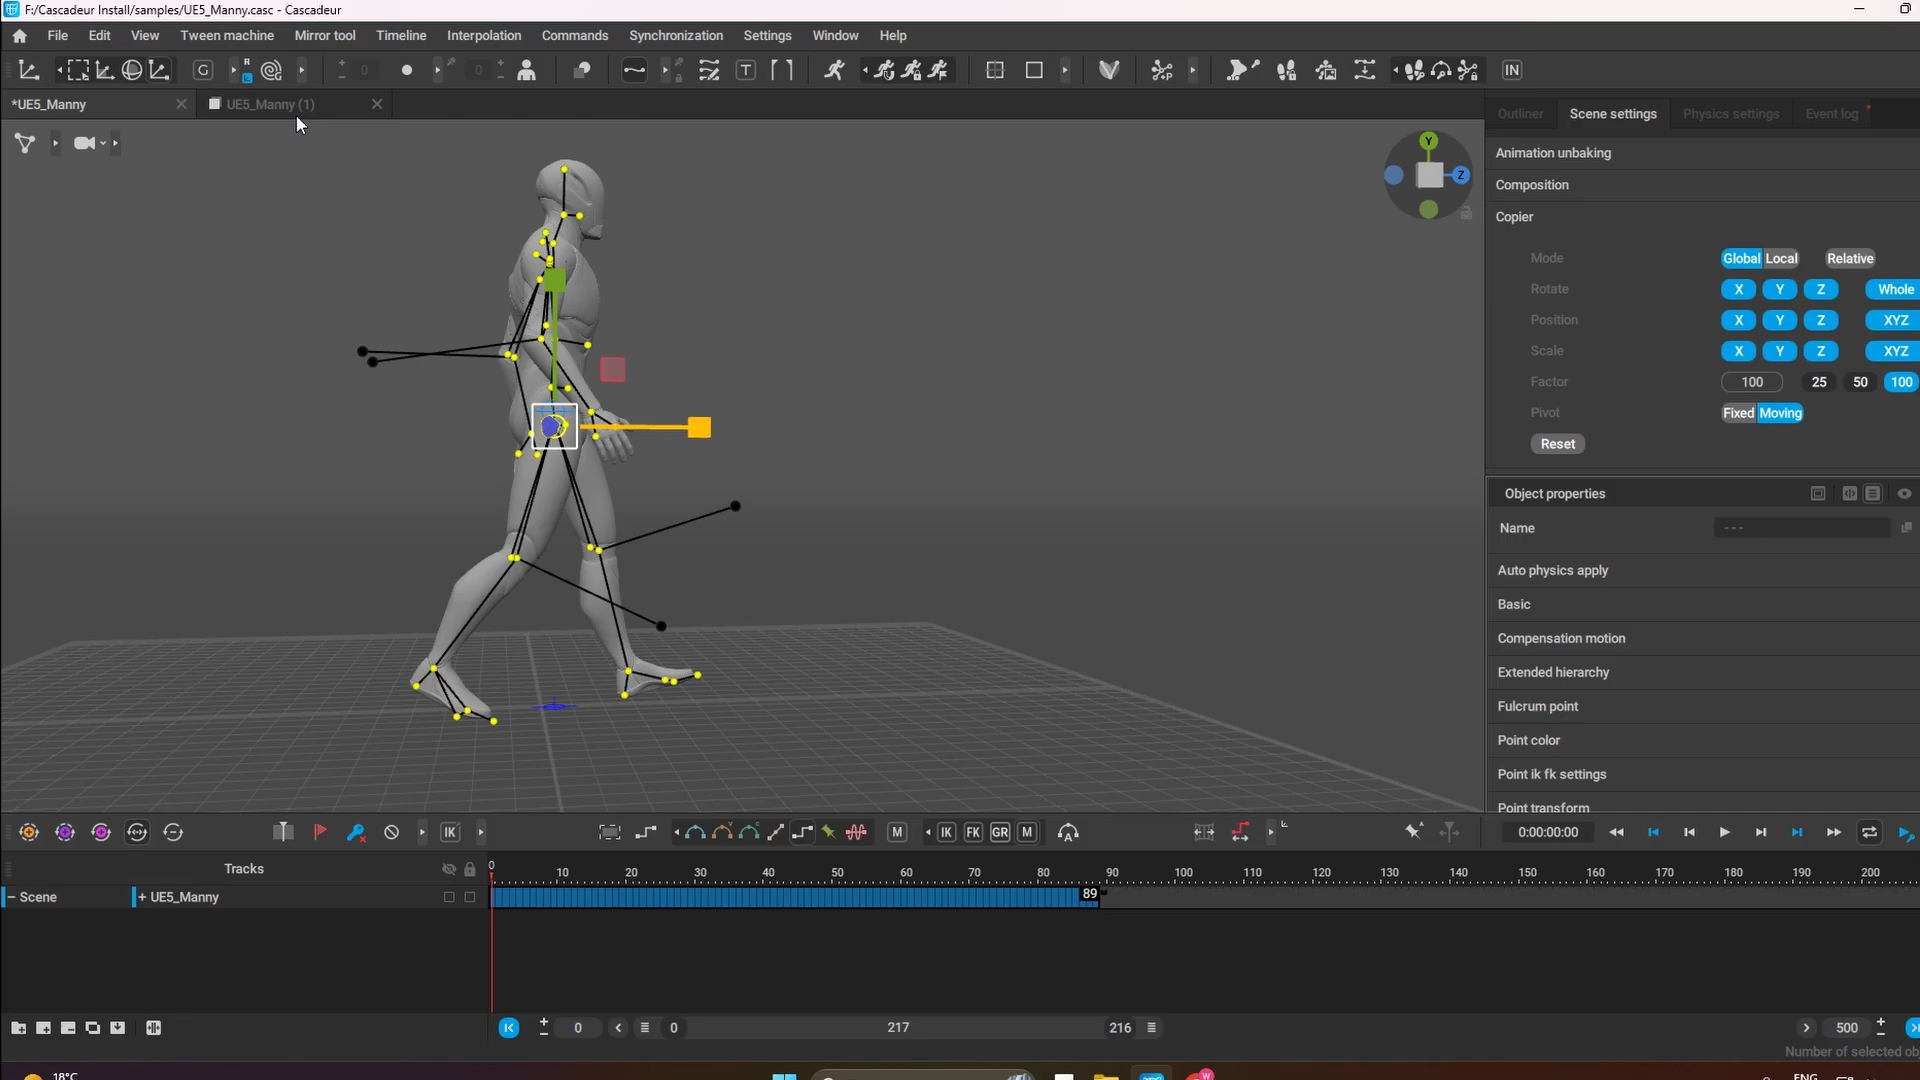 F:/Cascadeur Install/samples/UE5_Manny.casc - Cascadeur
File Edit View Tween machine Mirror tool Timeline Interpolation Commands Synchronization Settings Window Help
G R 0 0 T IN
*UE5_Manny UE5_Manny (1)
Outliner Scene settings Physics settings Event log
Y
Z
Animation unbaking
Composition
Copier
Mode Global Local Relative
Rotate X Y Z Whole
Position X Y Z XYZ
Scale X Y Z XYZ
Factor 100 25 50 100
Pivot Fixed Moving
Reset
Object properties
Name ---
Auto physics apply
Basic
Compensation motion
Extended hierarchy
Fulcrum point
Point color
Point ik fk settings
Point transform
IK M IK FK GR M 0:00:00:00
Tracks 0 10 20 30 40 50 60 70 80 90 100 110 120 130 140 150 160 170 180 190 200
− Scene + UE5_Manny 89
0 0 217 216 500
Number of selected ob
18°C W ENG